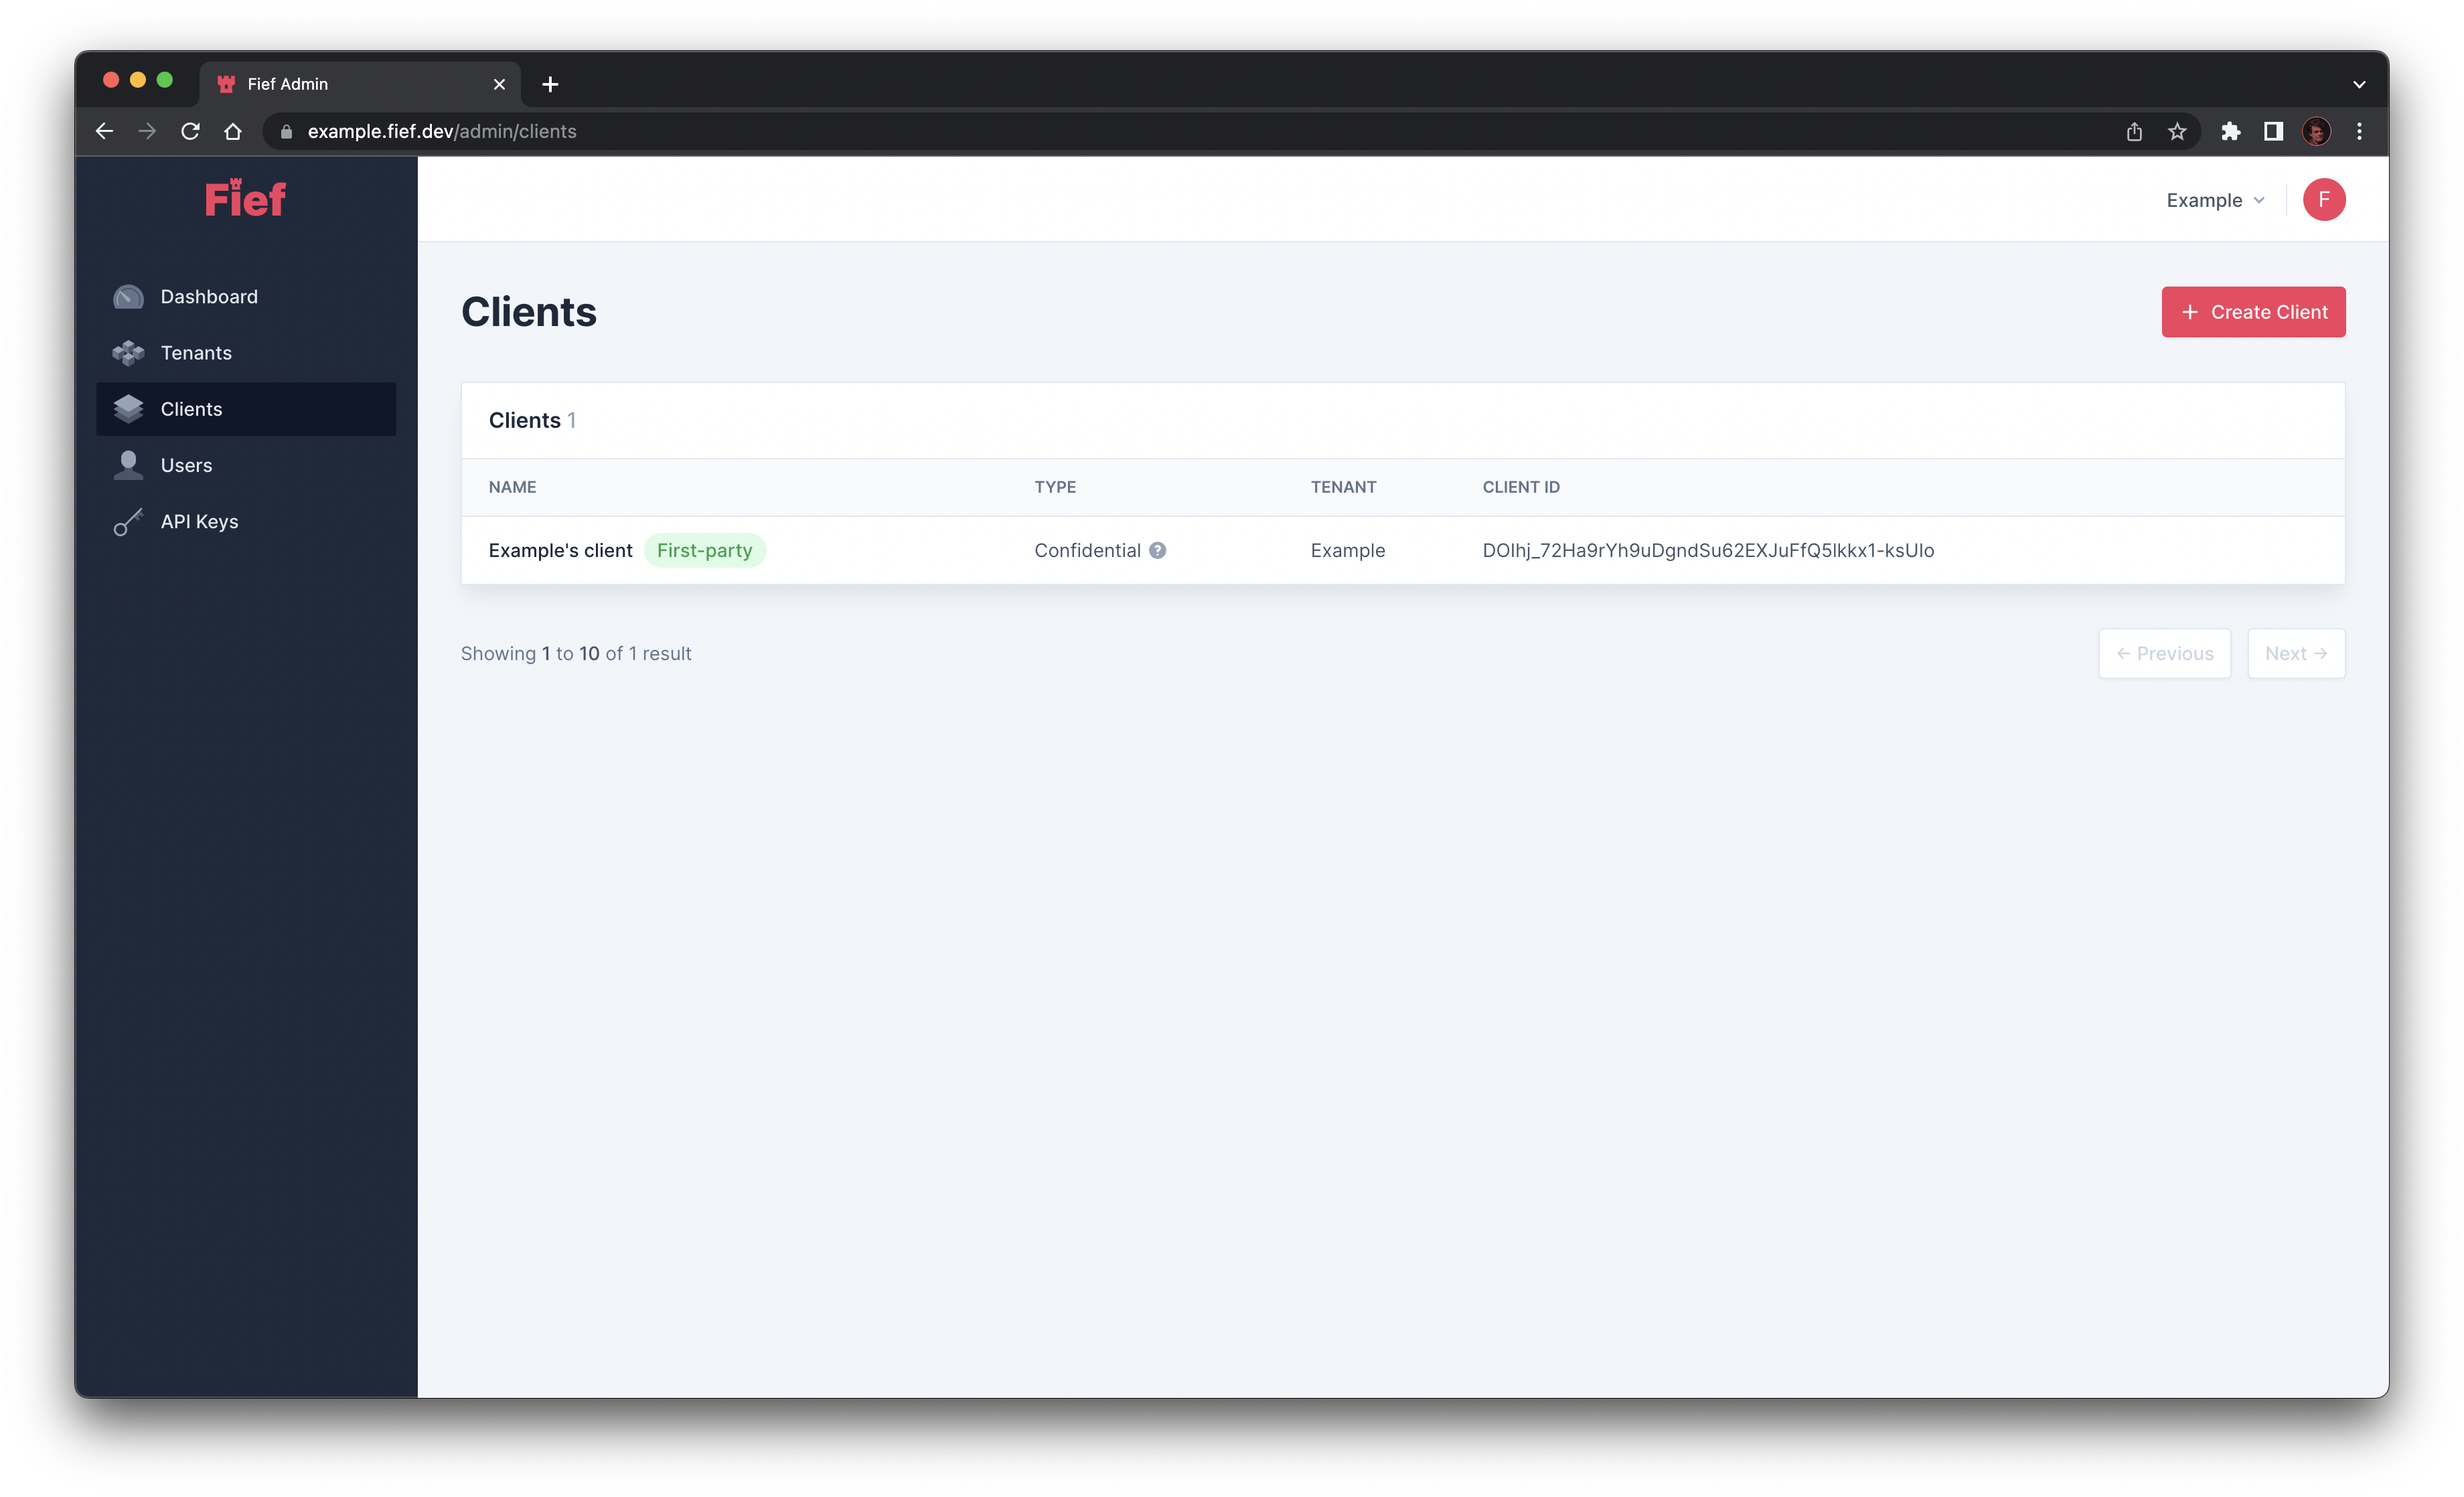 Fief Admin
example.fief.dev/admin/clients
Fief
Example
F
Dashboard
Tenants
Clients
Users
API Keys
Clients
+ Create Client
Clients 1
NAME TYPE TENANT CLIENT ID
Example's client First-party Confidential ? Example DOlhj_72Ha9rYh9uDgndSu62EXJuFfQ5lkkx1-ksUlo
Showing 1 to 10 of 1 result
← Previous
Next →